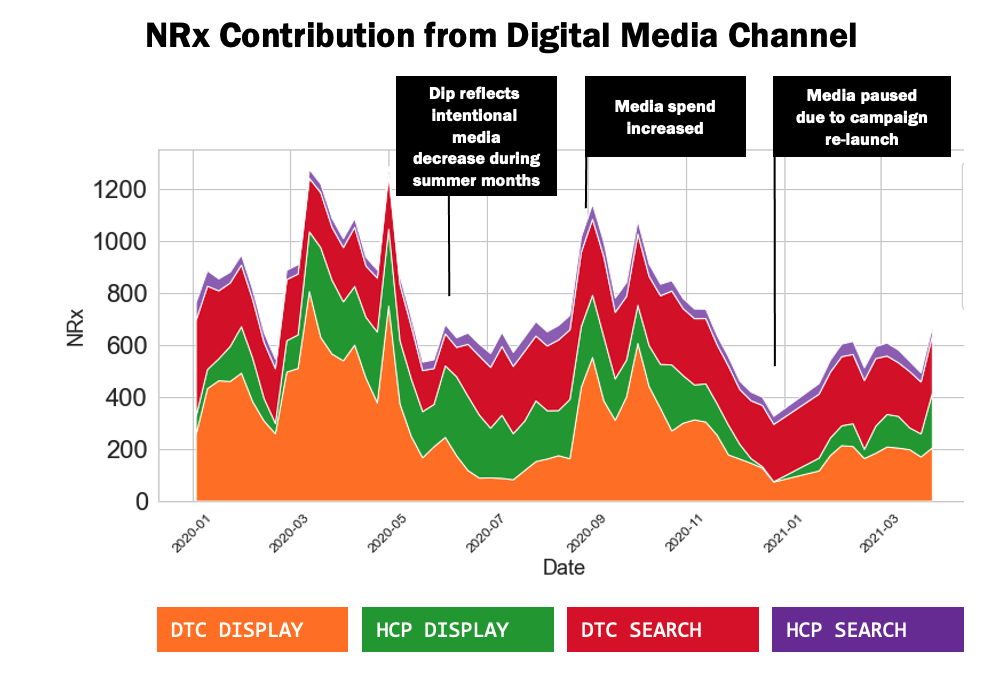 NRx Contribution from Digital Media Channel
Dip reflects
intentional
media
decrease during
summer months
Media spend
increased
Media paused
due to campaign
re-launch
1200
1000
800
600
400
200
0
NRx
2020-01
2020-03
2020-05
2020-07
2020-09
2020-11
2021-01
2021-03
Date
DTC DISPLAY
HCP DISPLAY
DTC SEARCH
HCP SEARCH